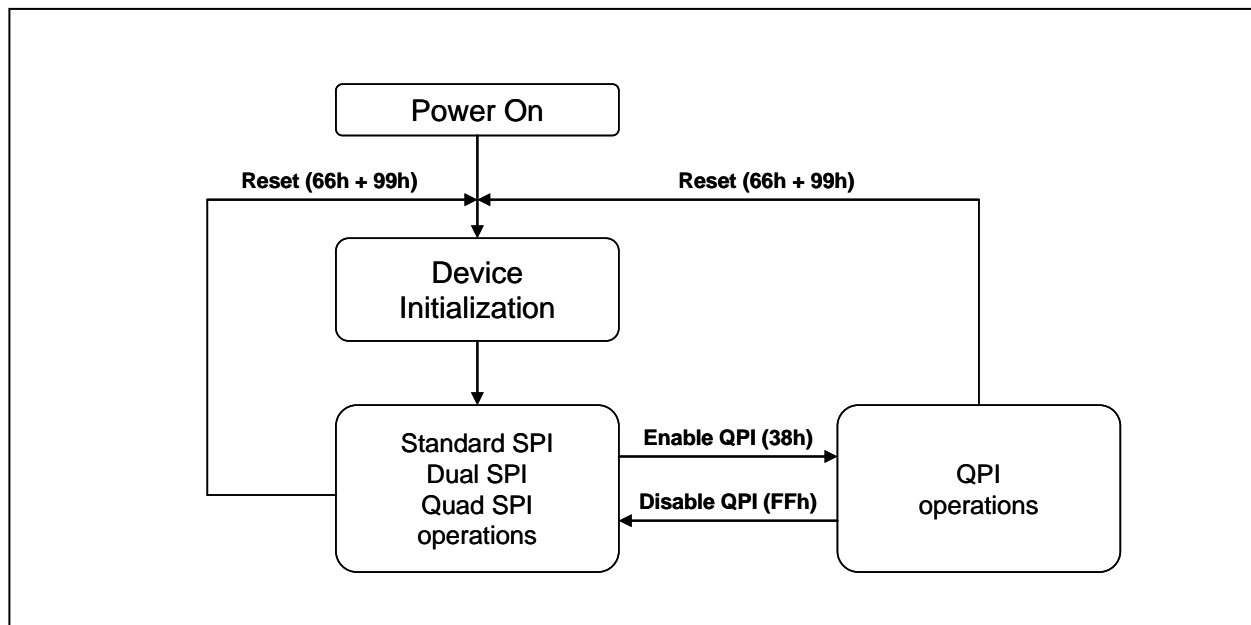 Power On
Reset (66h + 99h)
Reset (66h + 99h)
Device
Initialization
Standard SPI
Dual SPI
Quad SPI
operations
Enable QPI (38h)
Disable QPI (FFh)
QPI
operations